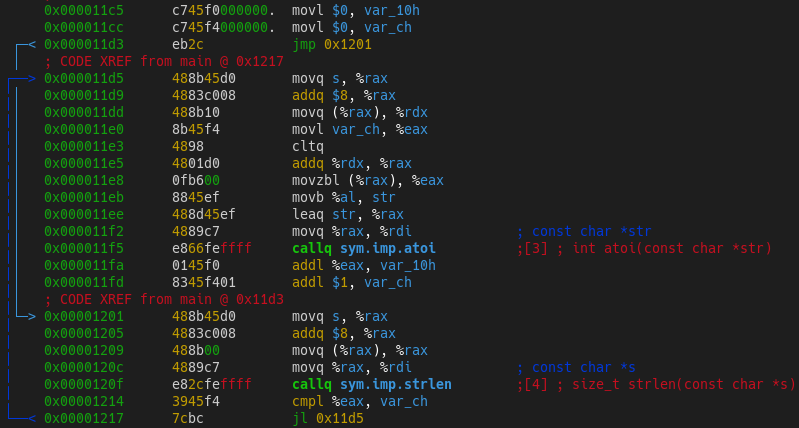 0x000011c5 c745f0000000. movl $0, var_10h
0x000011cc c745f4000000. movl $0, var_ch
0x000011d3 eb2c jmp 0x1201
; CODE XREF from main @ 0x1217
0x000011d5 488b45d0 movq s, %rax
0x000011d9 4883c008 addq $8, %rax
0x000011dd 488b10 movq (%rax), %rdx
0x000011e0 8b45f4 movl var_ch, %eax
0x000011e3 4898 cltq
0x000011e5 4801d0 addq %rdx, %rax
0x000011e8 0fb600 movzbl (%rax), %eax
0x000011eb 8845ef movb %al, str
0x000011ee 488d45ef leaq str, %rax
0x000011f2 4889c7 movq %rax, %rdi ; const char *str
0x000011f5 e866feffff callq sym.imp.atoi ;[3] ; int atoi(const char *str)
0x000011fa 0145f0 addl %eax, var_10h
0x000011fd 8345f401 addl $1, var_ch
; CODE XREF from main @ 0x11d3
0x00001201 488b45d0 movq s, %rax
0x00001205 4883c008 addq $8, %rax
0x00001209 488b00 movq (%rax), %rax
0x0000120c 4889c7 movq %rax, %rdi ; const char *s
0x0000120f e82cfeffff callq sym.imp.strlen ;[4] ; size_t strlen(const char *s)
0x00001214 3945f4 cmpl %eax, var_ch
0x00001217 7cbc jl 0x11d5